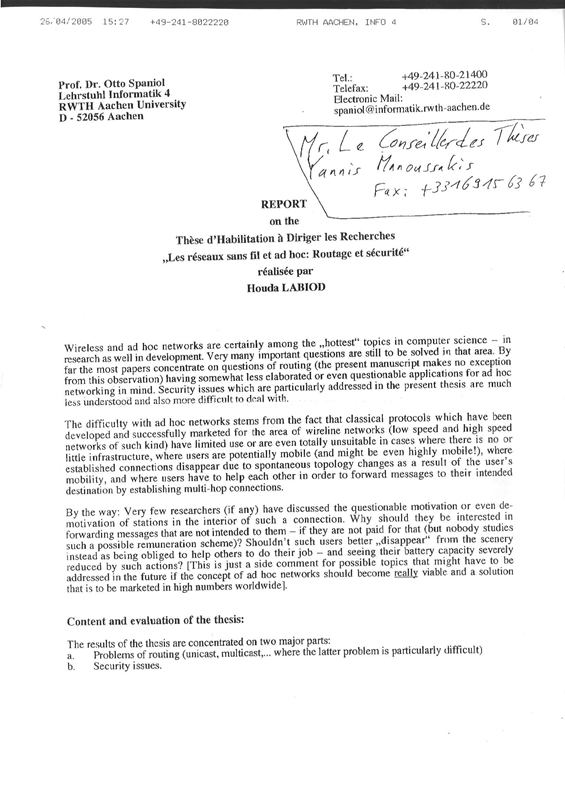 26/04/2005 15:27 +49-241-8022220 RWTH AACHEN, INFO 4 S. 01/04
Prof. Dr. Otto Spaniol
Lehrstuhl Informatik 4
RWTH Aachen University
D - 52056 Aachen
Tel.: +49-241-80-21400
Telefax: +49-241-80-22220
Electronic Mail:
spaniol@informatik.rwth-aachen.de
Mr. Le Conseiller des Thèses
Yannis Manoussakis
Fax: +33169156367
REPORT
on the
Thèse d'Habilitation à Diriger les Recherches
„Les réseaux sans fil et ad hoc: Routage et sécurité“
réalisée par
Houda LABIOD
Wireless and ad hoc networks are certainly among the „hottest“ topics in computer science – in
research as well in development. Very many important questions are still to be solved in that area. By
far the most papers concentrate on questions of routing (the present manuscript makes no exception
from this observation) having somewhat less elaborated or even questionable applications for ad hoc
networking in mind. Security issues which are particularly addressed in the present thesis are much
less understood and also more difficult to deal with.
The difficulty with ad hoc networks stems from the fact that classical protocols which have been
developed and successfully marketed for the area of wireline networks (low speed and high speed
networks of such kind) have limited use or are even totally unsuitable in cases where there is no or
little infrastructure, where users are potentially mobile (and might be even highly mobile!), where
established connections disappear due to spontaneous topology changes as a result of the user's
mobility, and where users have to help each other in order to forward messages to their intended
destination by establishing multi-hop connections.
By the way: Very few researchers (if any) have discussed the questionable motivation or even de-
motivation of stations in the interior of such a connection. Why should they be interested in
forwarding messages that are not intended to them – if they are not paid for that (but nobody studies
such a possible remuneration scheme)? Shouldn't such users better „disappear“ from the scenery
instead as being obliged to help others to do their job – and seeing their battery capacity severely
reduced by such actions? [This is just a side comment for possible topics that might have to be
addressed in the future if the concept of ad hoc networks should become really viable and a solution
that is to be marketed in high numbers worldwide].
Content and evaluation of the thesis:
The results of the thesis are concentrated on two major parts:
a. Problems of routing (unicast, multicast,... where the latter problem is particularly difficult)
b. Security issues.